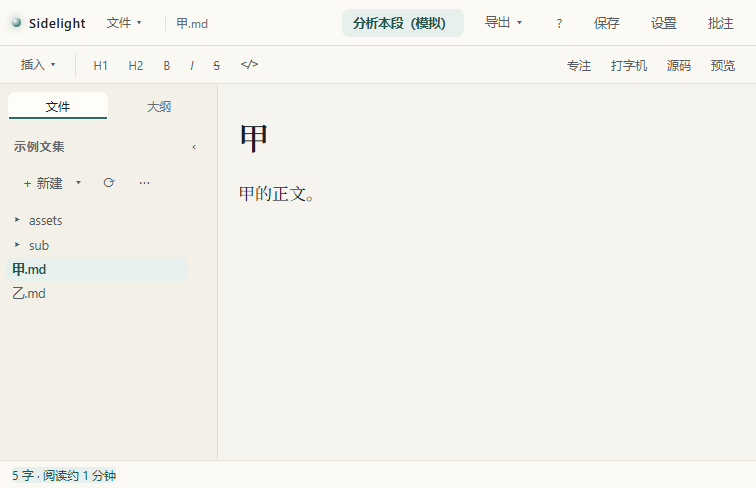 Sidelight 文件 ▾ 甲.md 分析本段（模拟） 导出 ▾ ? 保存 设置 批注
插入 ▾ H1 H2 B I S </> 专注 打字机 源码 预览
文件 大纲
示例文集 ‹
+ 新建 ▾ ⟳ ···
▸ assets
▸ sub
甲.md
乙.md
甲
甲的正文。
5 字 · 阅读约 1 分钟